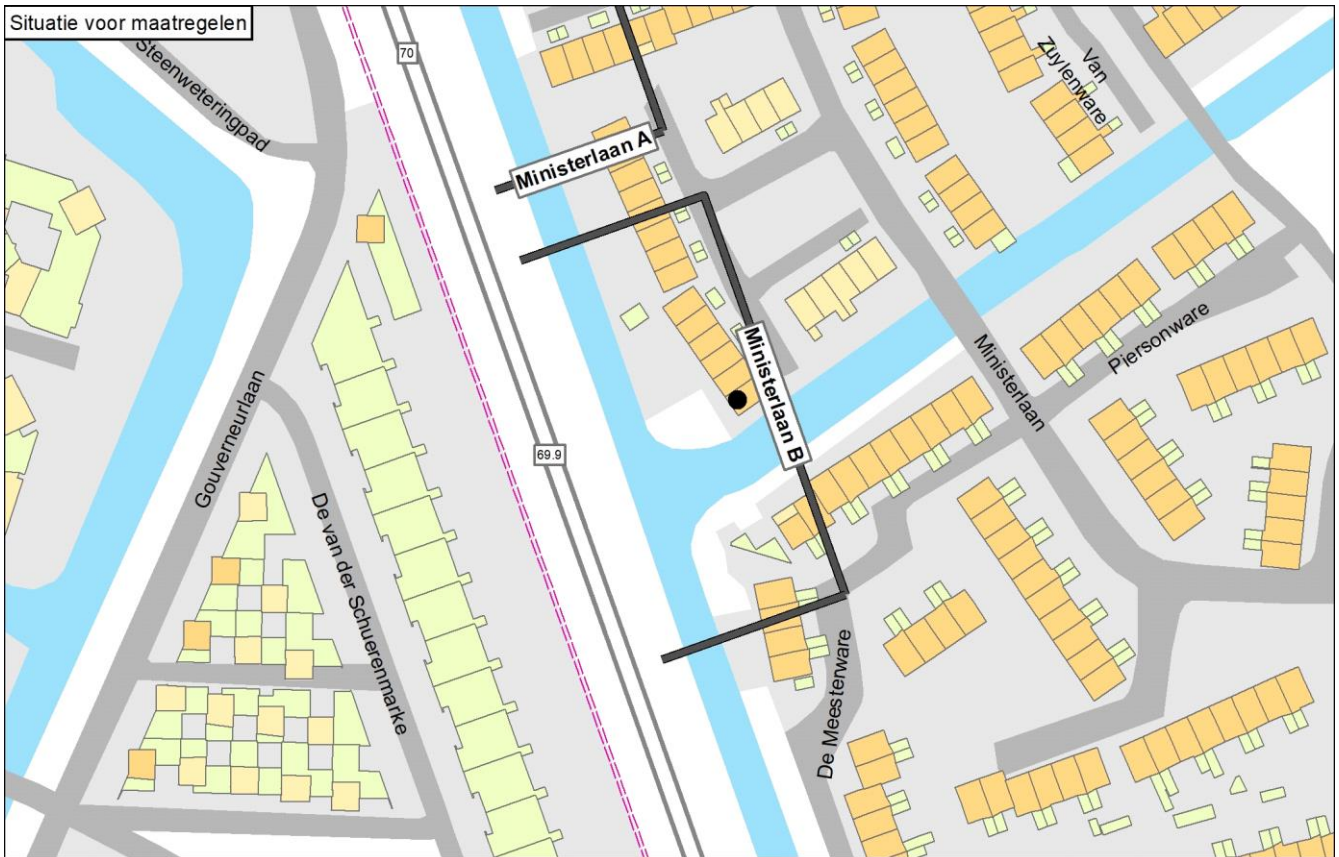 Situatie voor maatregelen
Steenweteringpad
70
Van
Zuylenware
Ministerlaan A
Ministerlaan B
Ministerlaan
Piersonware
69.9
Gouverneurlaan
De van der Schuerenmarke
De Meesterware